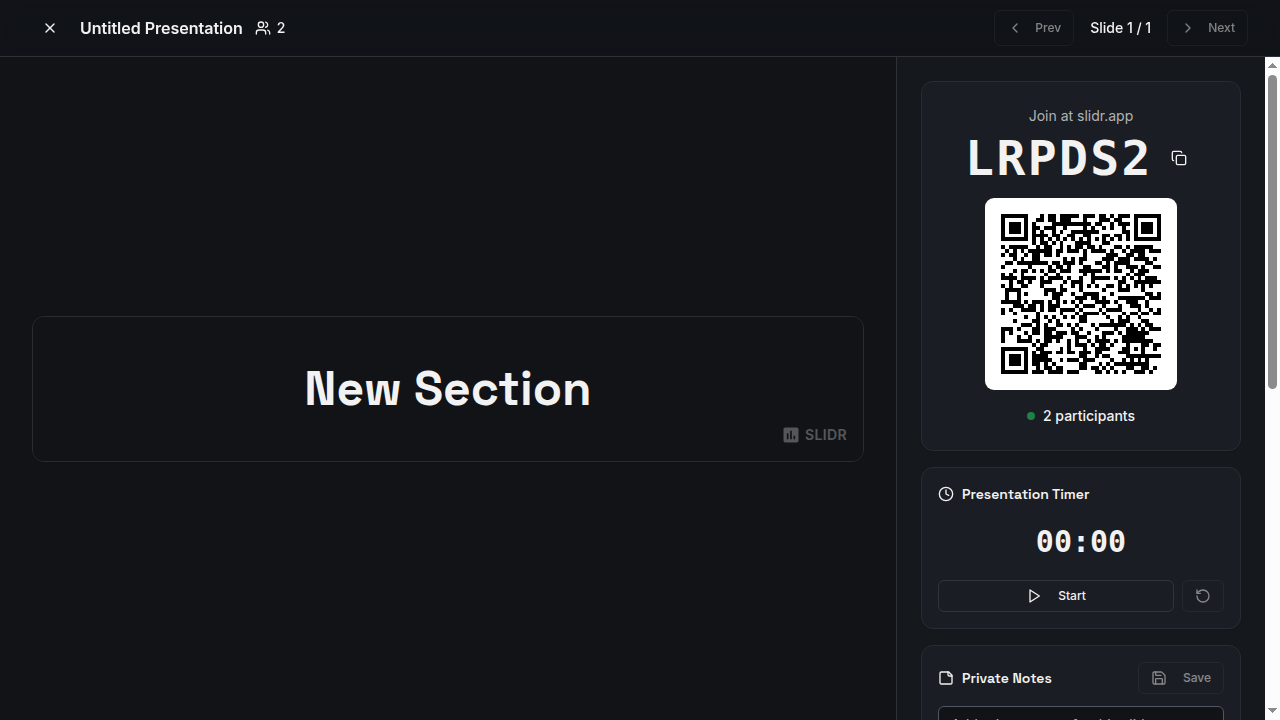 Untitled Presentation 2
Prev Slide 1 / 1 Next
New Section
SLIDR
Join at slidr.app
LRPDS2
2 participants
Presentation Timer
00:00
Start
Private Notes
Save